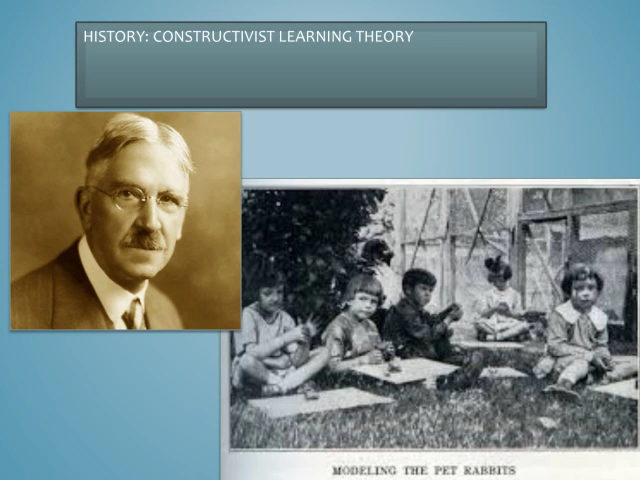 HISTORY: CONSTRUCTIVIST LEARNING THEORY
MODELING THE PET RABBITS